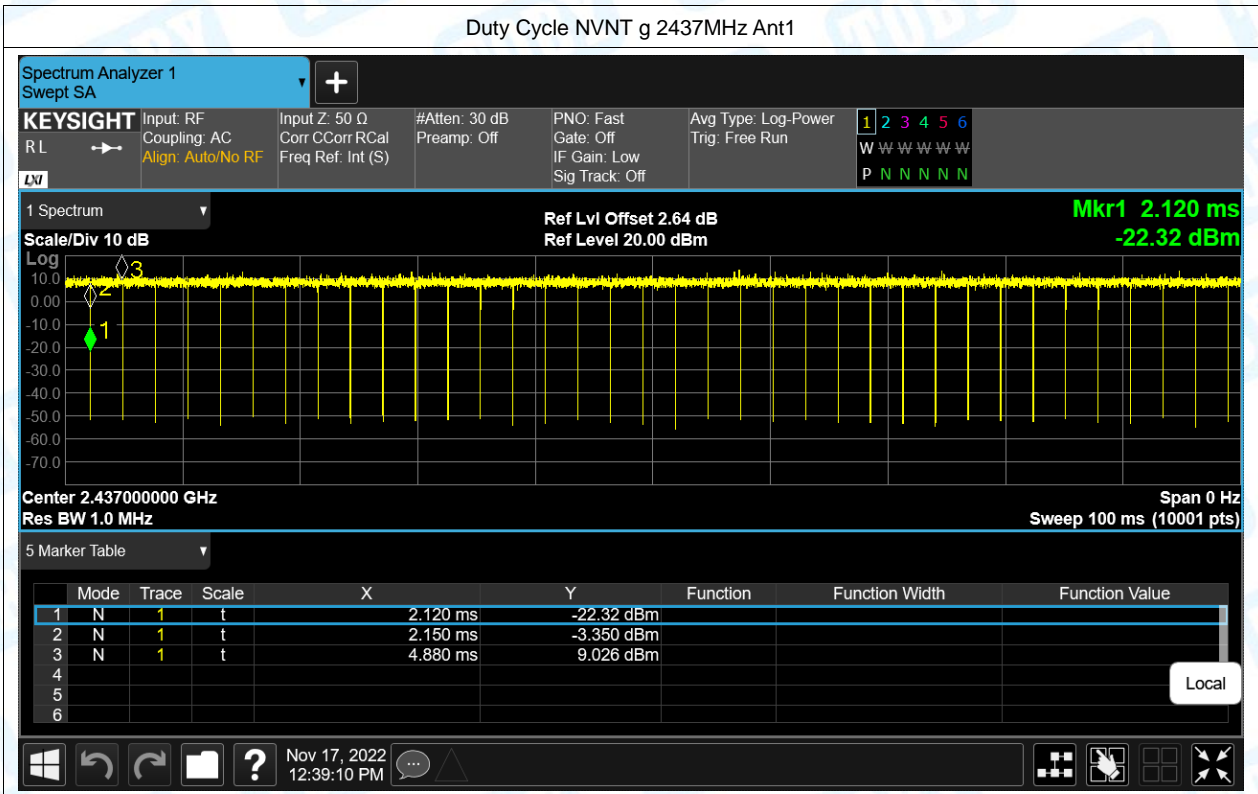 Duty Cycle NVNT g 2437MHz Ant1
Spectrum Analyzer 1
Swept SA
KEYSIGHT
R L
LXI
Input: RF
Coupling: AC
Align: Auto/No RF
Input Z: 50 Ω
Corr CCorr RCal
Freq Ref: Int (S)
#Atten: 30 dB
Preamp: Off
PNO: Fast
Gate: Off
IF Gain: Low
Sig Track: Off
Avg Type: Log-Power
Trig: Free Run
1 2 3 4 5 6
W W W W W W
P N N N N N
1 Spectrum
Scale/Div 10 dB
Ref Lvl Offset 2.64 dB
Ref Level 20.00 dBm
Mkr1 2.120 ms
-22.32 dBm
Log
10.0
0.00
-10.0
-20.0
-30.0
-40.0
-50.0
-60.0
-70.0
3
2
1
Center 2.437000000 GHz
Res BW 1.0 MHz
Span 0 Hz
Sweep 100 ms (10001 pts)
5 Marker Table
Mode Trace Scale X Y Function Function Width Function Value
1 N 1 t 2.120 ms -22.32 dBm
2 N 1 t 2.150 ms -3.350 dBm
3 N 1 t 4.880 ms 9.026 dBm
4
5
6
Local
?
Nov 17, 2022
12:39:10 PM